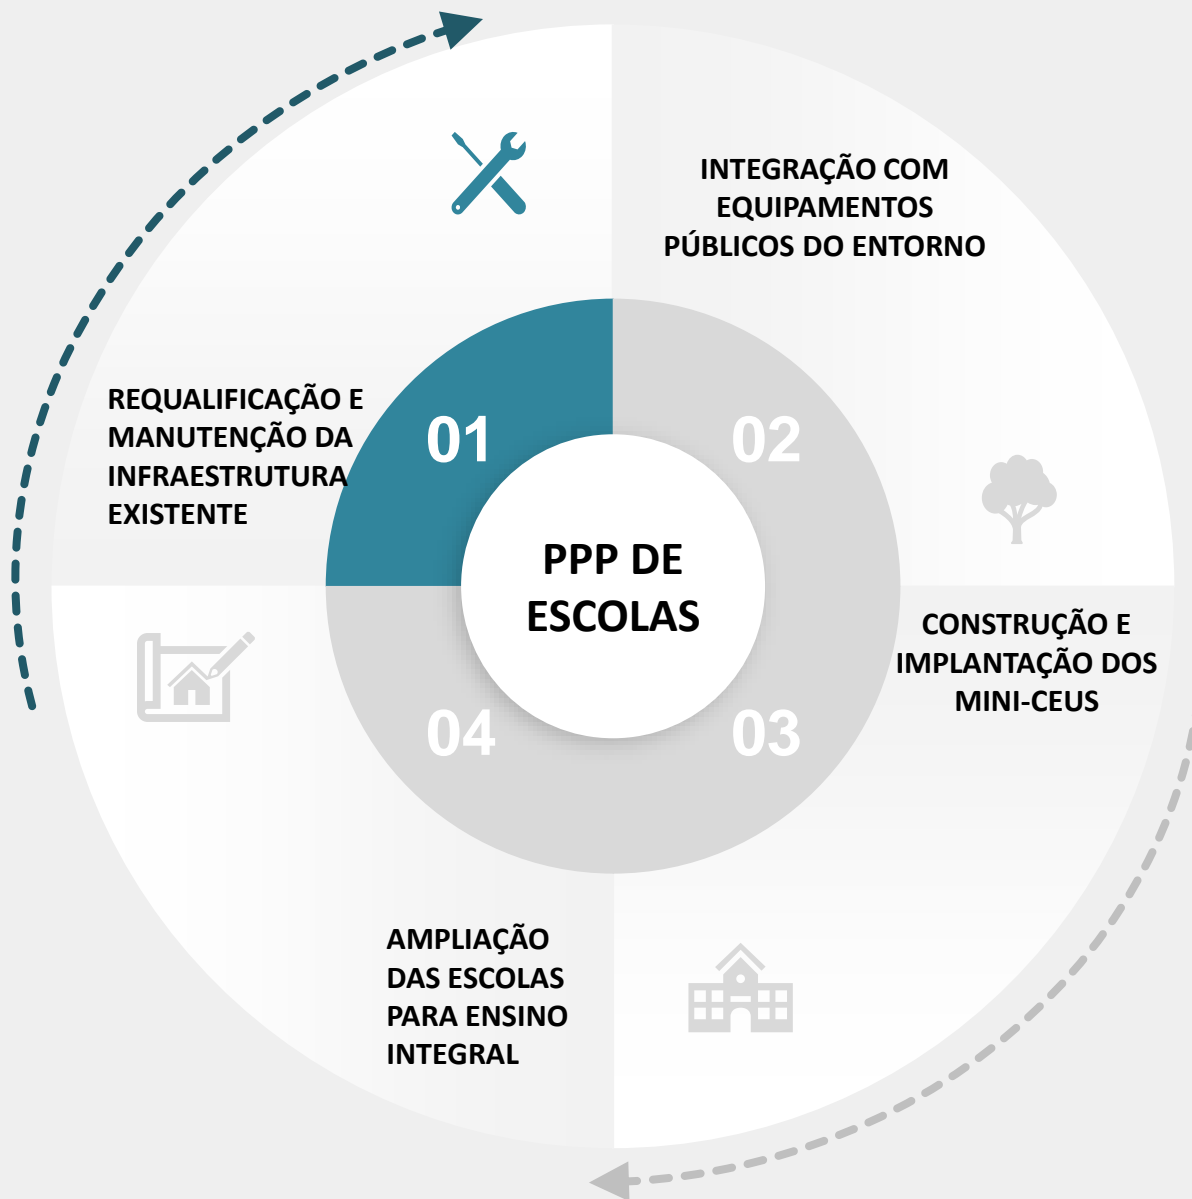 INTEGRAÇÃO COM
EQUIPAMENTOS
PÚBLICOS DO ENTORNO
REQUALIFICAÇÃO E
MANUTENÇÃO DA
INFRAESTRUTURA
EXISTENTE
01
02
PPP DE
ESCOLAS
CONSTRUÇÃO E
IMPLANTAÇÃO DOS
MINI-CEUS
04
03
AMPLIAÇÃO
DAS ESCOLAS
PARA ENSINO
INTEGRAL